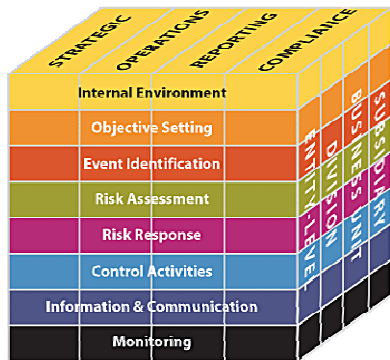 STRATEGIC
OPERATIONS
REPORTING
COMPLIANCE
Internal Environment
Objective Setting
Event Identification
Risk Assessment
Risk Response
Control Activities
Information & Communication
Monitoring
ENTITY-LEVEL
DIVISION
BUSINESS UNIT
SUBSIDIARY